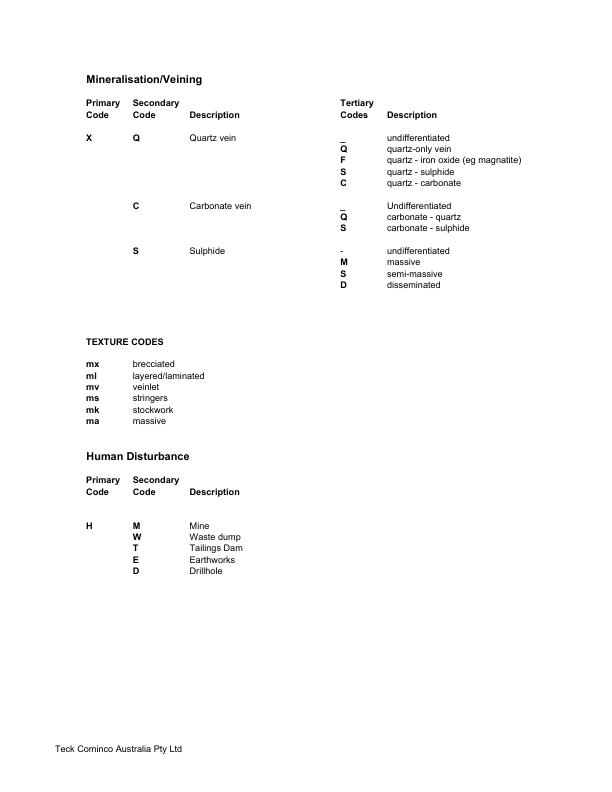 Mineralisation/Veining
Primary Secondary Tertiary
Code Code Description Codes Description
X Q Quartz vein _ undifferentiated
Q quartz-only vein
F quartz - iron oxide (eg magnatite)
S quartz - sulphide
C quartz - carbonate
C Carbonate vein _ Undifferentiated
Q carbonate - quartz
S carbonate - sulphide
S Sulphide - undifferentiated
M massive
S semi-massive
D disseminated
TEXTURE CODES
mx brecciated
ml layered/laminated
mv veinlet
ms stringers
mk stockwork
ma massive
Human Disturbance
Primary Secondary
Code Code Description
H M Mine
W Waste dump
T Tailings Dam
E Earthworks
D Drillhole
Teck Cominco Australia Pty Ltd